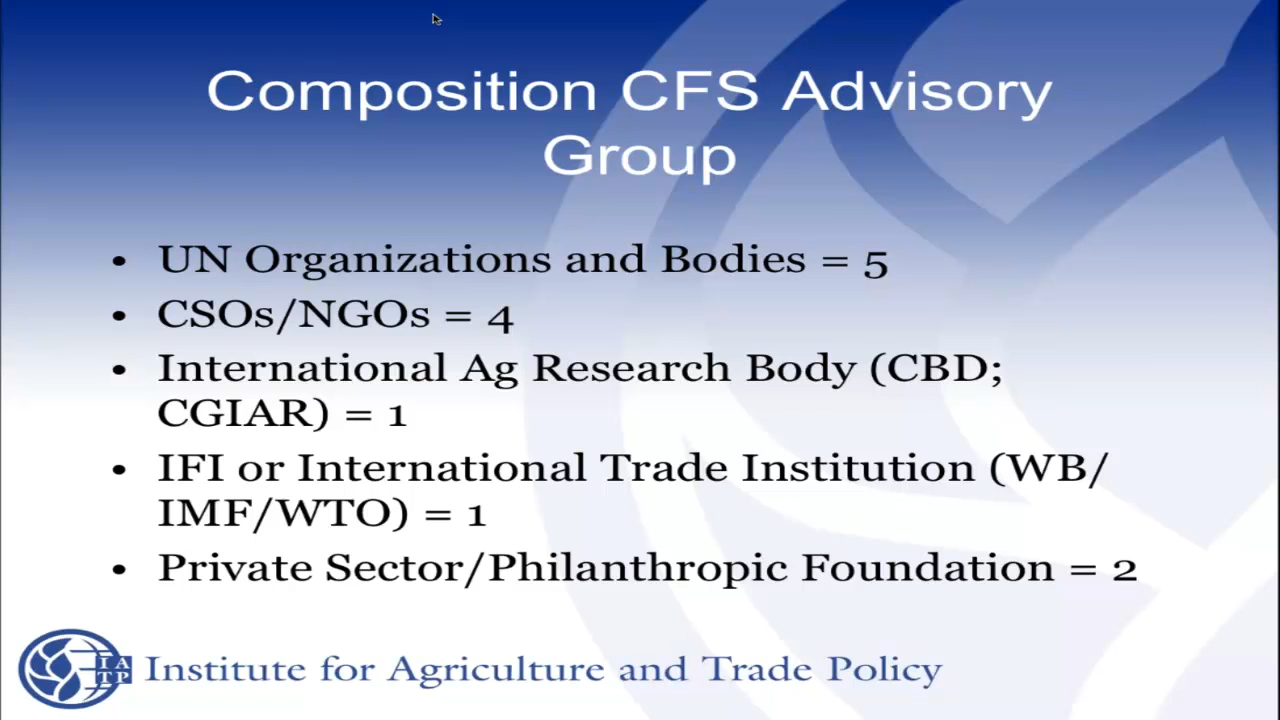 Composition CFS Advisory
Group
• UN Organizations and Bodies = 5
• CSOs/NGOs = 4
• International Ag Research Body (CBD;
CGIAR) = 1
• IFI or International Trade Institution (WB/
IMF/WTO) = 1
• Private Sector/Philanthropic Foundation = 2
IA
TP
Institute for Agriculture and Trade Policy